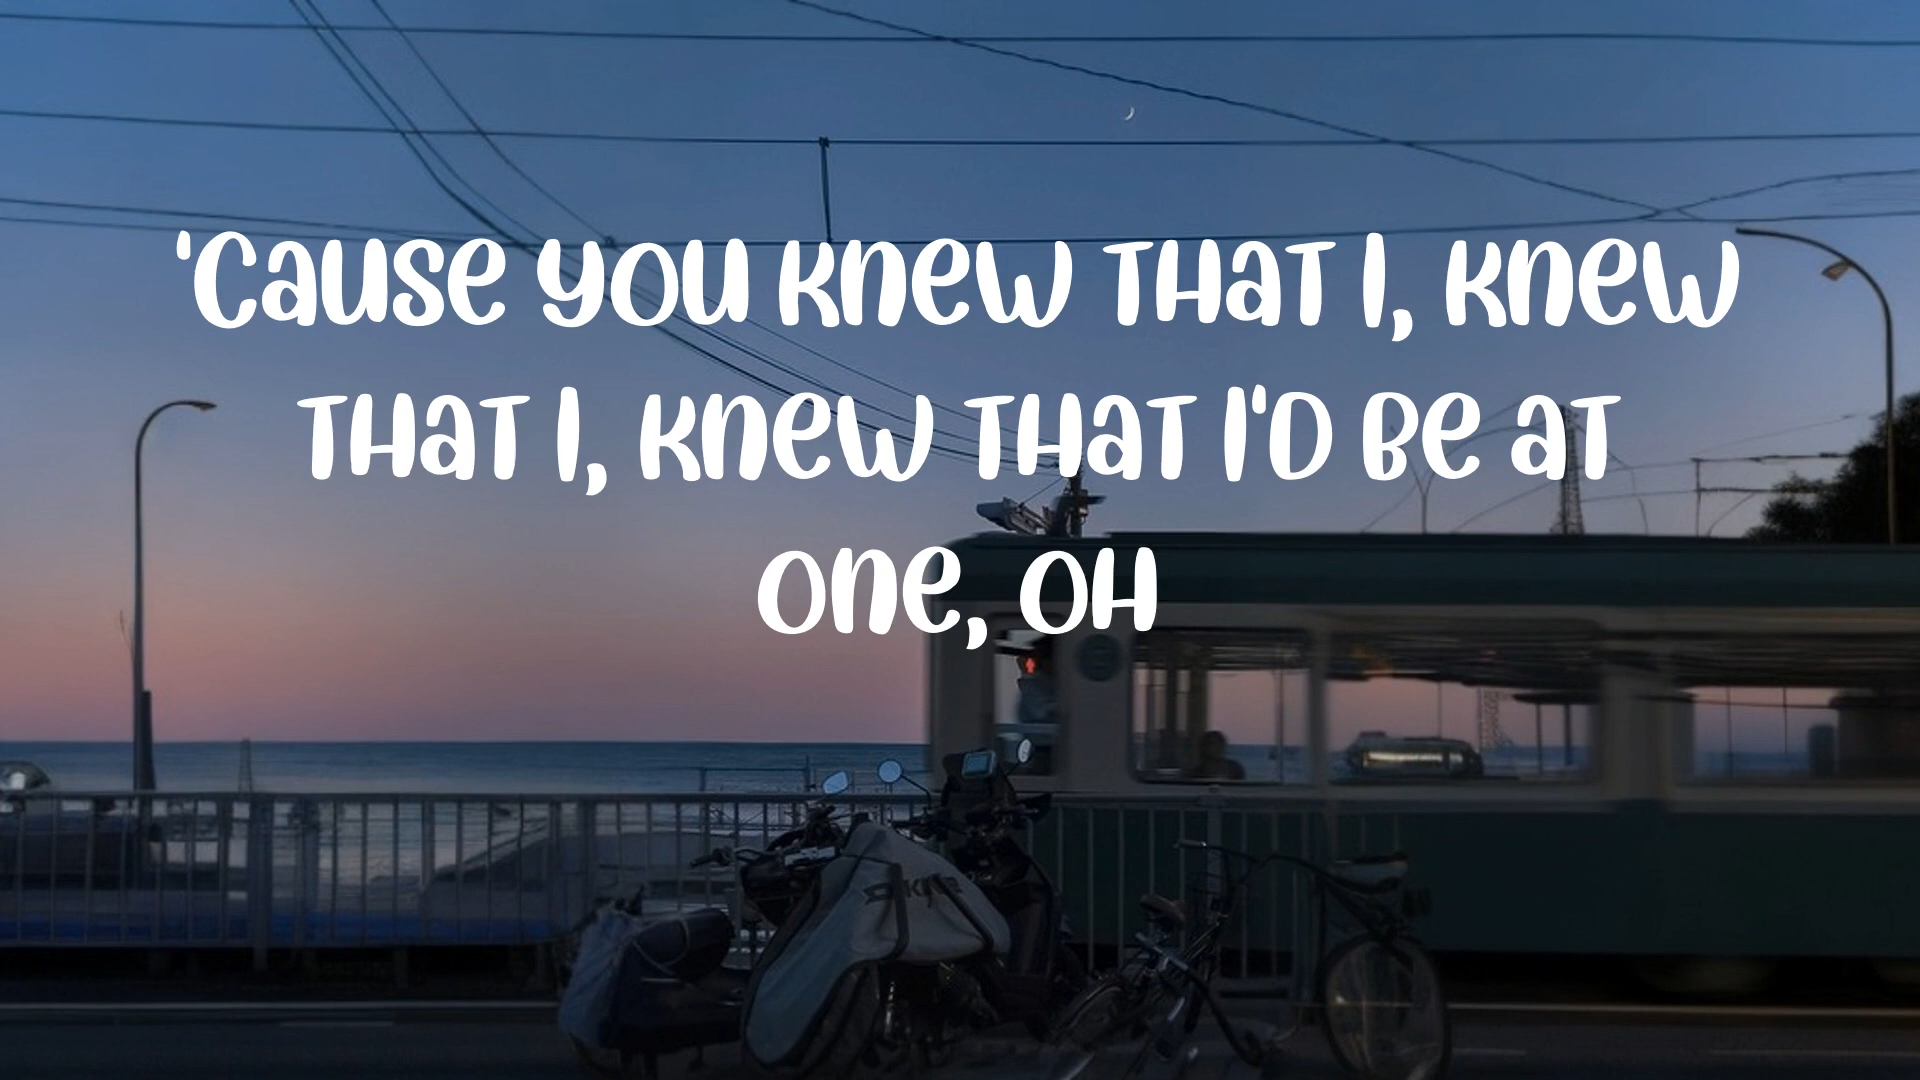 'Cause you knew that I, knew
that I, knew that I'd be at
one, oh